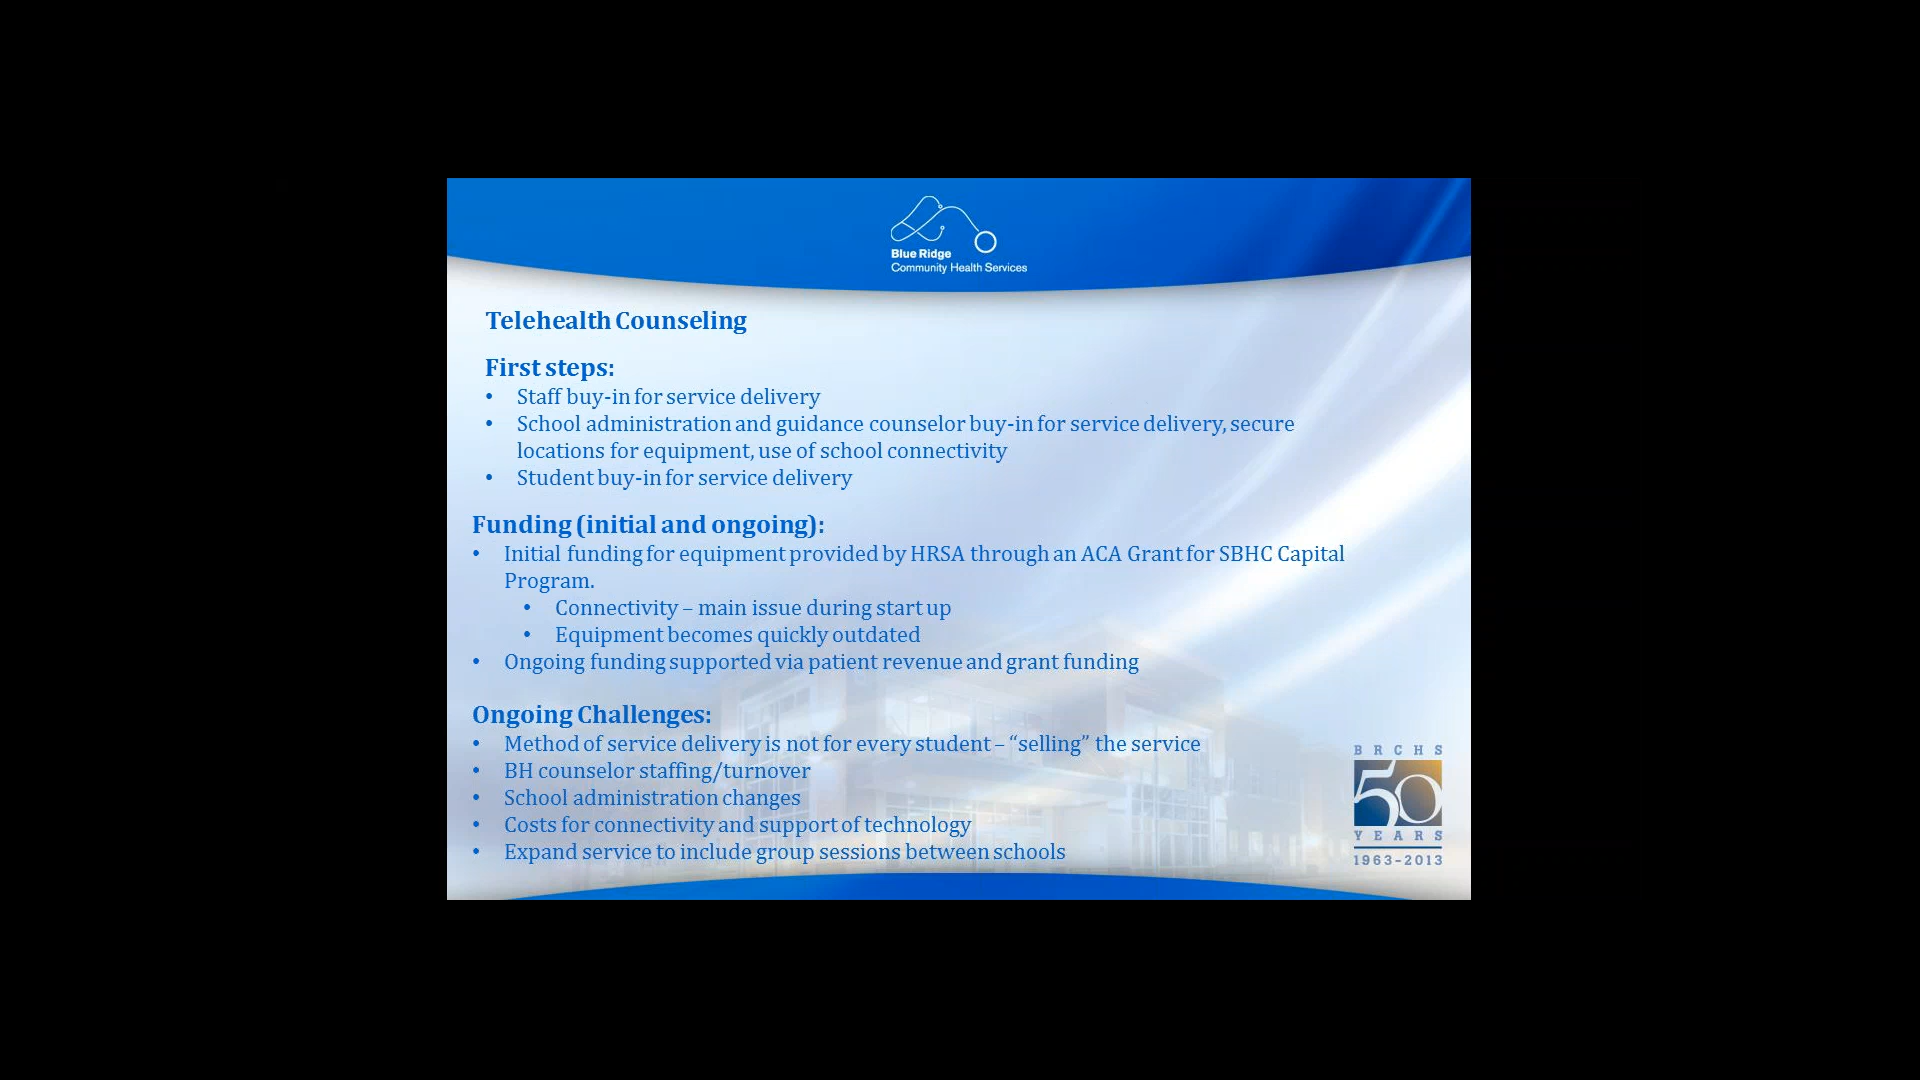 Blue Ridge
Community Health Services
Telehealth Counseling
First steps:
• Staff buy-in for service delivery
• School administration and guidance counselor buy-in for service delivery, secure
locations for equipment, use of school connectivity
• Student buy-in for service delivery
Funding (initial and ongoing):
• Initial funding for equipment provided by HRSA through an ACA Grant for SBHC Capital
Program.
• Connectivity – main issue during start up
• Equipment becomes quickly outdated
• Ongoing funding supported via patient revenue and grant funding
Ongoing Challenges:
• Method of service delivery is not for every student – “selling” the service
• BH counselor staffing/turnover
• School administration changes
• Costs for connectivity and support of technology
• Expand service to include group sessions between schools
BRCHS
50
YEARS
1963-2013